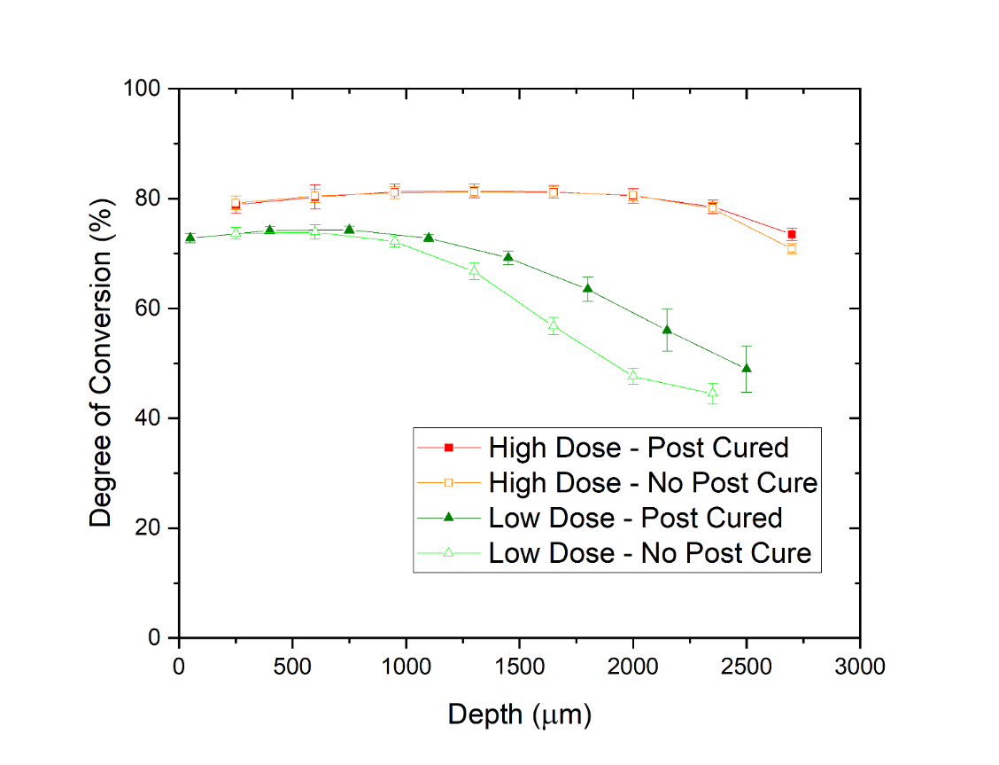 100
80
60
40
20
0
Degree of Conversion (%)
High Dose - Post Cured
High Dose - No Post Cure
Low Dose - Post Cured
Low Dose - No Post Cure
0 500 1000 1500 2000 2500 3000
Depth (μm)